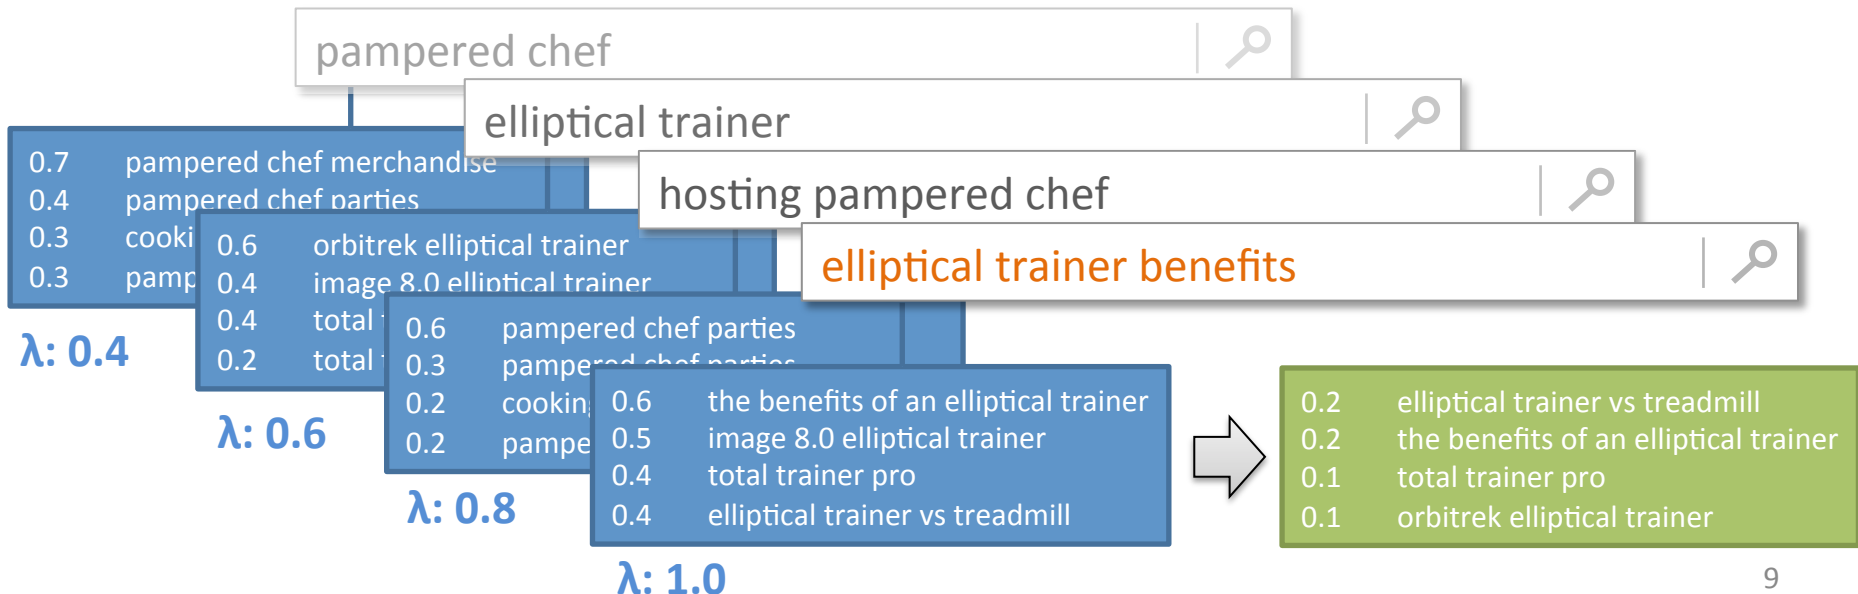 pampered chef
elliptical trainer
hosting pampered chef
elliptical trainer benefits
0.7 pampered chef merchandise
0.4 pampered chef parties
0.3
0.3
λ: 0.4
0.6 orbitrek elliptical trainer
0.4 image 8.0 elliptical trainer
0.4 total
0.2 total
λ: 0.6
0.6 pampered chef parties
0.3 pampered chef parties
0.2
0.2
λ: 0.8
0.6 the benefits of an elliptical trainer
0.5 image 8.0 elliptical trainer
0.4 total trainer pro
0.4 elliptical trainer vs treadmill
λ: 1.0
0.2 elliptical trainer vs treadmill
0.2 the benefits of an elliptical trainer
0.1 total trainer pro
0.1 orbitrek elliptical trainer
9